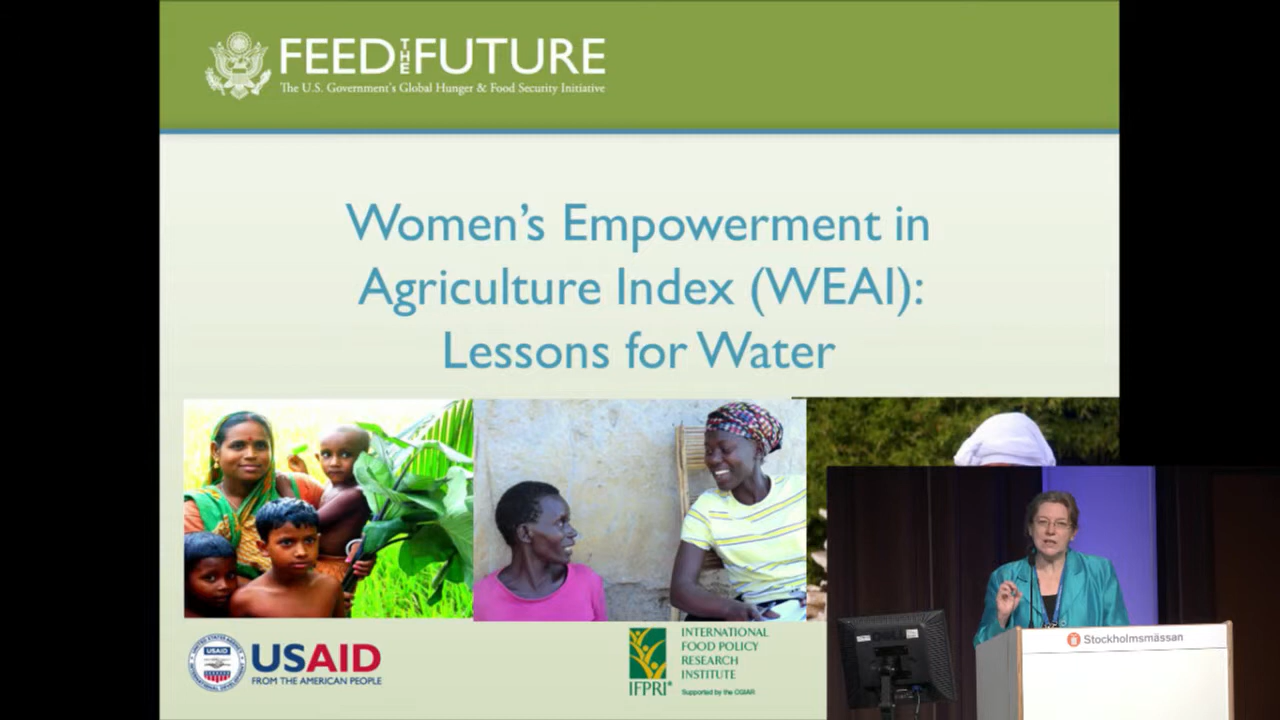 FEED THE FUTURE
The U.S. Government's Global Hunger & Food Security Initiative
Women's Empowerment in
Agriculture Index (WEAI):
Lessons for Water
USAID
USAID
FROM THE AMERICAN PEOPLE
IFPRI®
INTERNATIONAL
FOOD POLICY
RESEARCH
INSTITUTE
Supported by the CGIAR
Stockholmsmässan